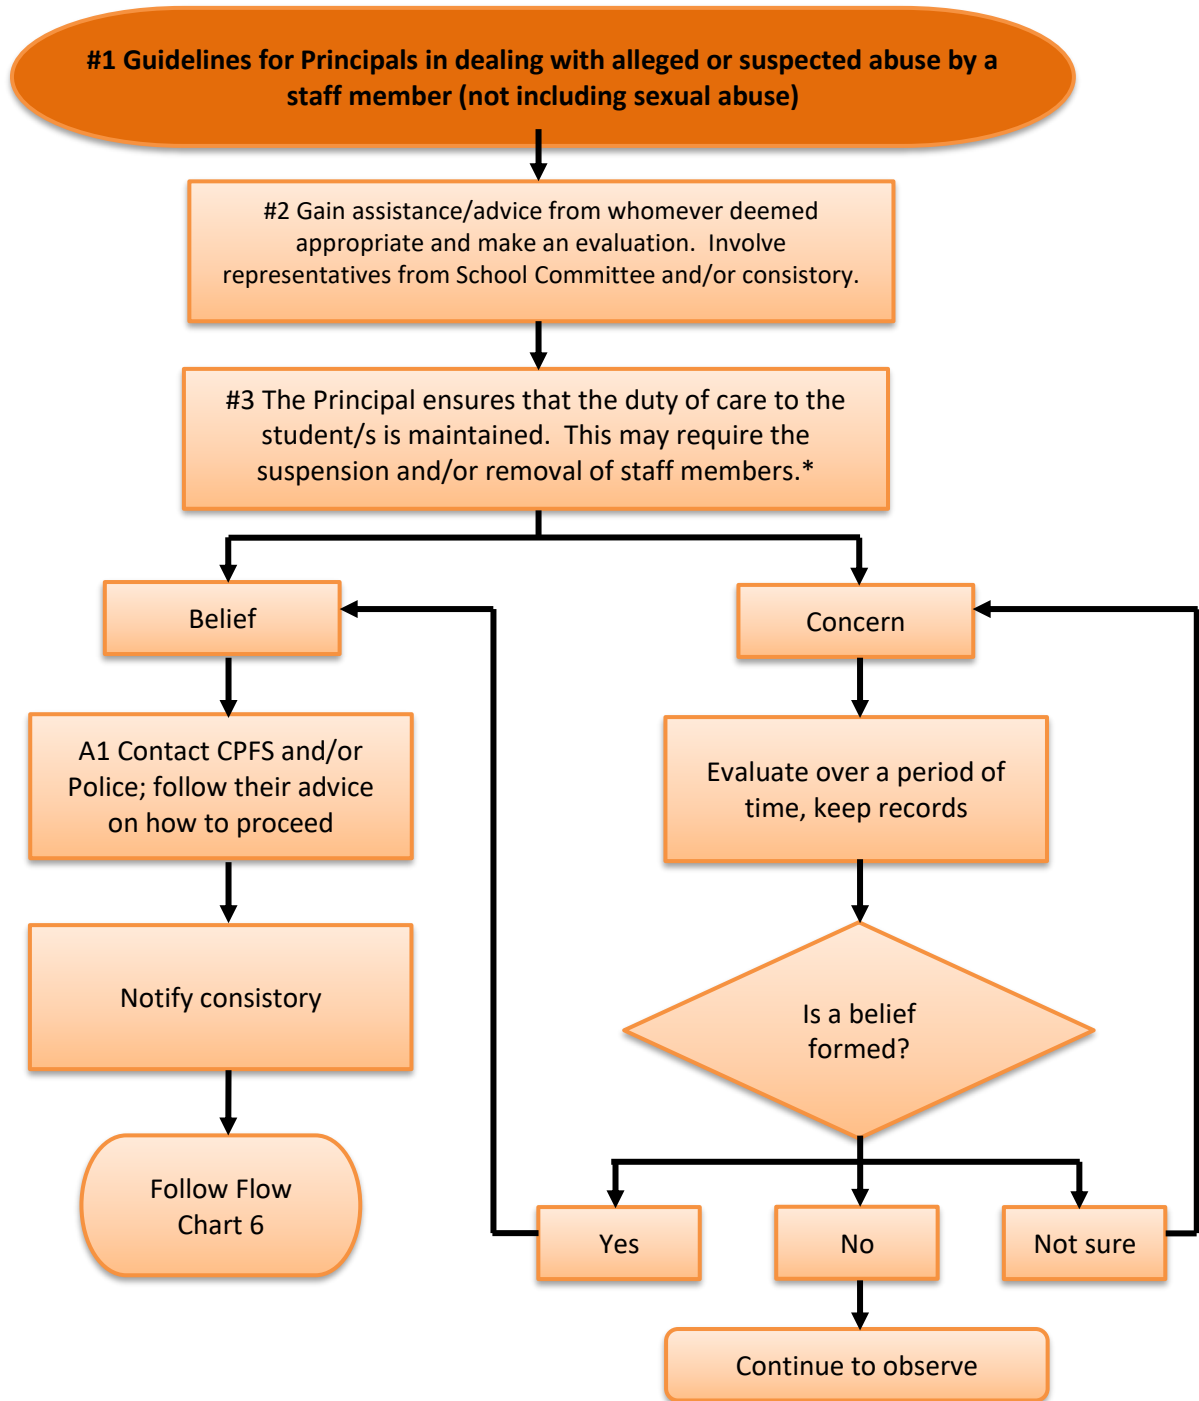 #1 Guidelines for Principals in dealing with alleged or suspected abuse by a
staff member (not including sexual abuse)
#2 Gain assistance/advice from whomever deemed
appropriate and make an evaluation.  Involve
representatives from School Committee and/or consistory.
#3 The Principal ensures that the duty of care to the
student/s is maintained.  This may require the
suspension and/or removal of staff members.*
Belief
Concern
A1 Contact CPFS and/or
Police; follow their advice
on how to proceed
Evaluate over a period of
time, keep records
Notify consistory
Is a belief
formed?
Follow Flow
Chart 6
Yes
No
Not sure
Continue to observe